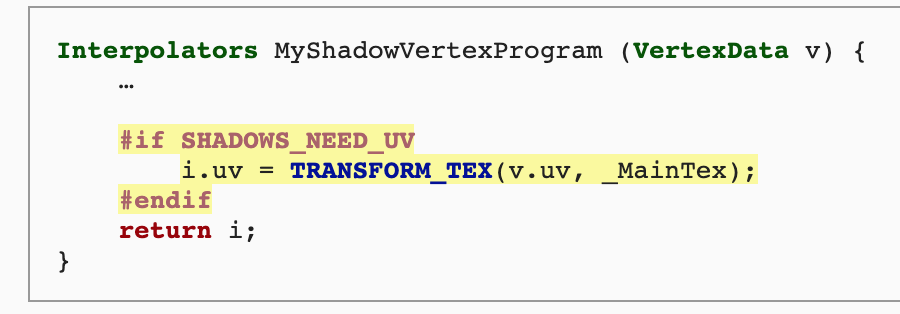 Interpolators MyShadowVertexProgram (VertexData v) {
…
#if SHADOWS_NEED_UV
i.uv = TRANSFORM_TEX(v.uv, _MainTex);
#endif
return i;
}